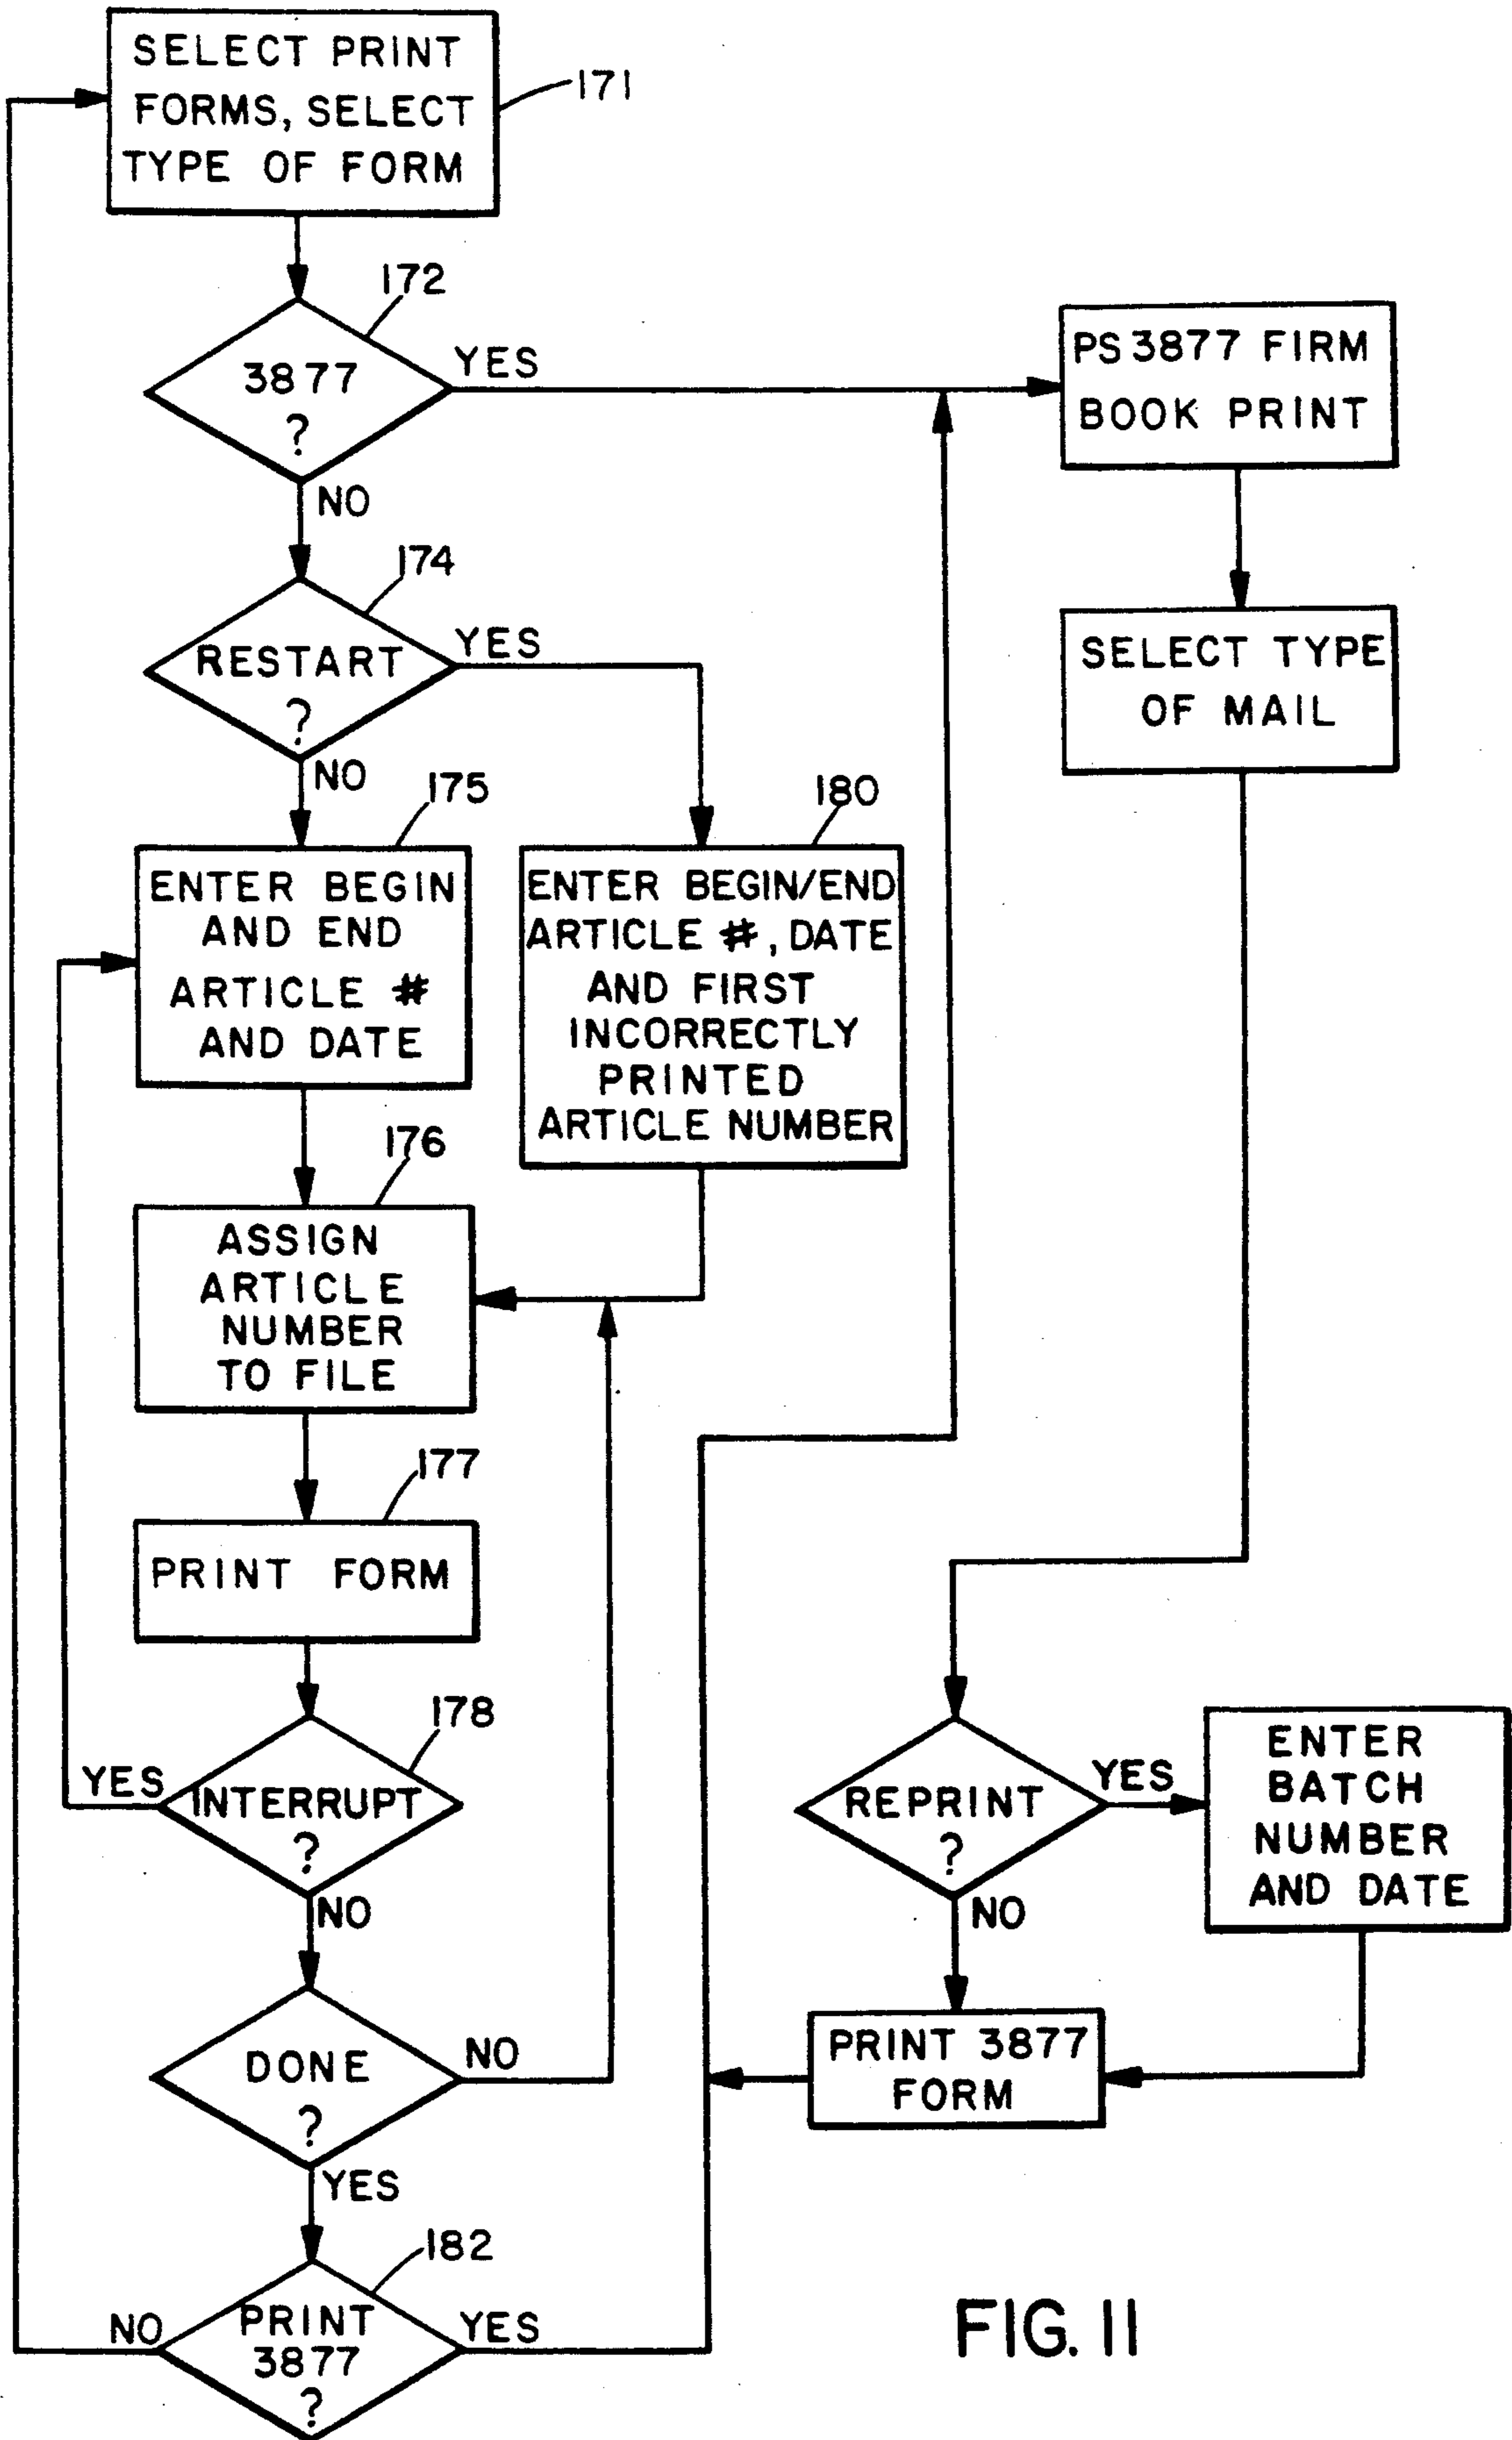 SELECT PRINT
FORMS, SELECT
TYPE OF FORM
171
172
3877
?
YES
NO
PS3877 FIRM
BOOK PRINT
174
RESTART
?
YES
NO
SELECT TYPE
OF MAIL
175
ENTER BEGIN
AND END
ARTICLE #
AND DATE
180
ENTER BEGIN/END
ARTICLE #, DATE
AND FIRST
INCORRECTLY
PRINTED
ARTICLE NUMBER
176
ASSIGN
ARTICLE
NUMBER
TO FILE
177
PRINT FORM
178
YES
INTERRUPT
?
NO
REPRINT
?
YES
NO
ENTER
BATCH
NUMBER
AND DATE
DONE
?
NO
YES
PRINT 3877
FORM
182
NO
PRINT
3877
?
YES
FIG. 11